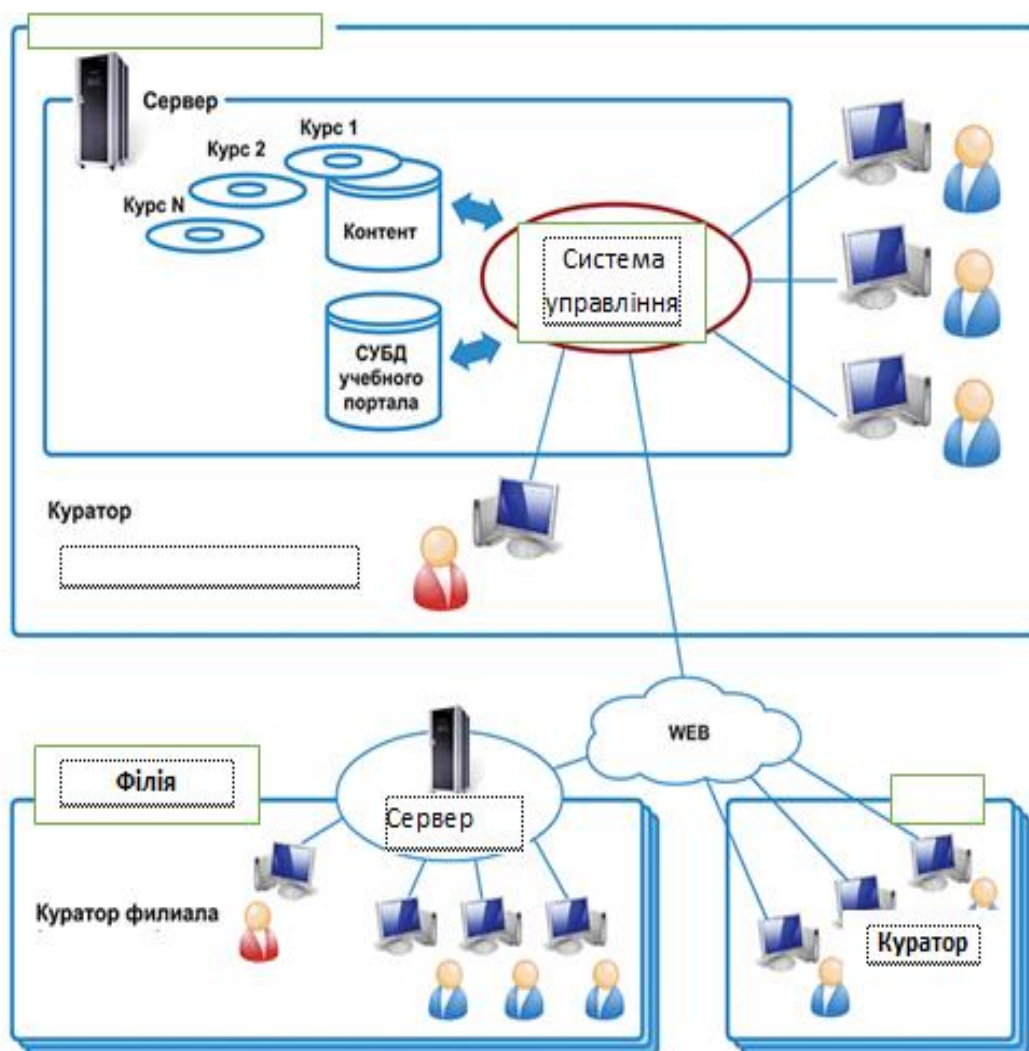 Сервер
Курс 1
Курс 2
Курс N
Контент
Система
управління
СУБД
учебного
портала
Куратор
WEB
Філія
Сервер
Куратор филиала
Куратор